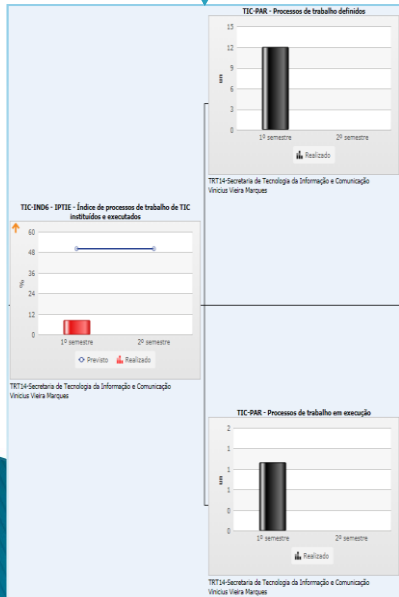 TIC-PAR - Processos de trabalho definidos
15
12
9
6
3
0
un
1º semestre
2º semestre
Realizado
TRT14-Secretaria de Tecnologia da Informação e Comunicação
Vinicius Vieira Marques
TIC-IND6 - IPTIE - Índice de processos de trabalho de TIC
instituídos e executados
60
48
36
24
12
0
%
1º semestre
2º semestre
Previsto
Realizado
TRT14-Secretaria de Tecnologia da Informação e Comunicação
Vinicius Vieira Marques
TIC-PAR - Processos de trabalho em execução
2
1
1
1
0
0
un
1º semestre
2º semestre
Realizado
TRT14-Secretaria de Tecnologia da Informação e Comunicação
Vinicius Vieira Marques